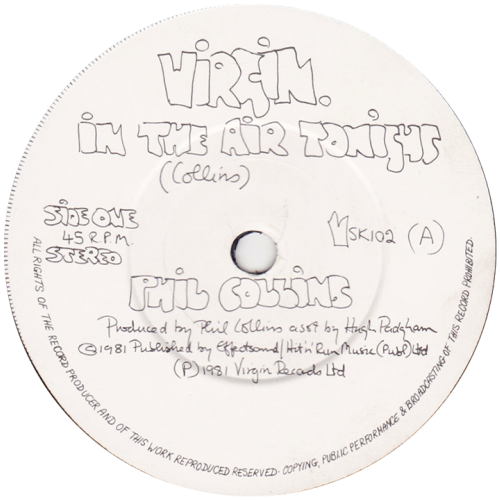 VIRGIN.
IN THE AIR TONIGHT
(Collins)
SIDE ONE
45 R.P.M.
STEREO
VSK102 (A)
PHIL COLLINS
Produced by Phil Collins asst by Hugh Padgham
©1981 Published by Effectsound/Hit'n'Run Music (Publ) Ltd
(P) 1981 Virgin Records Ltd
ALL RIGHTS OF THE RECORD PRODUCER AND OF THIS WORK REPRODUCED RESERVED · COPYING, PUBLIC PERFORMANCE & BROADCASTING OF THIS RECORD PROHIBITED.